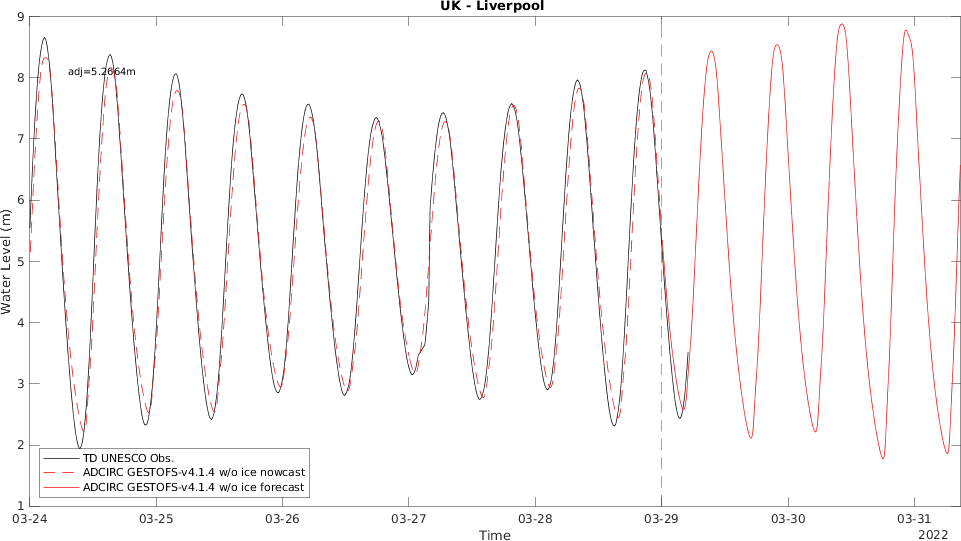 UK - Liverpool
9
adj=5.2664m
8
7
6
5
4
3
2
1
Water Level (m)
TD UNESCO Obs.
ADCIRC GESTOFS-v4.1.4 w/o ice nowcast
ADCIRC GESTOFS-v4.1.4 w/o ice forecast
03-24 03-25 03-26 03-27 03-28 03-29 03-30 03-31
Time
2022